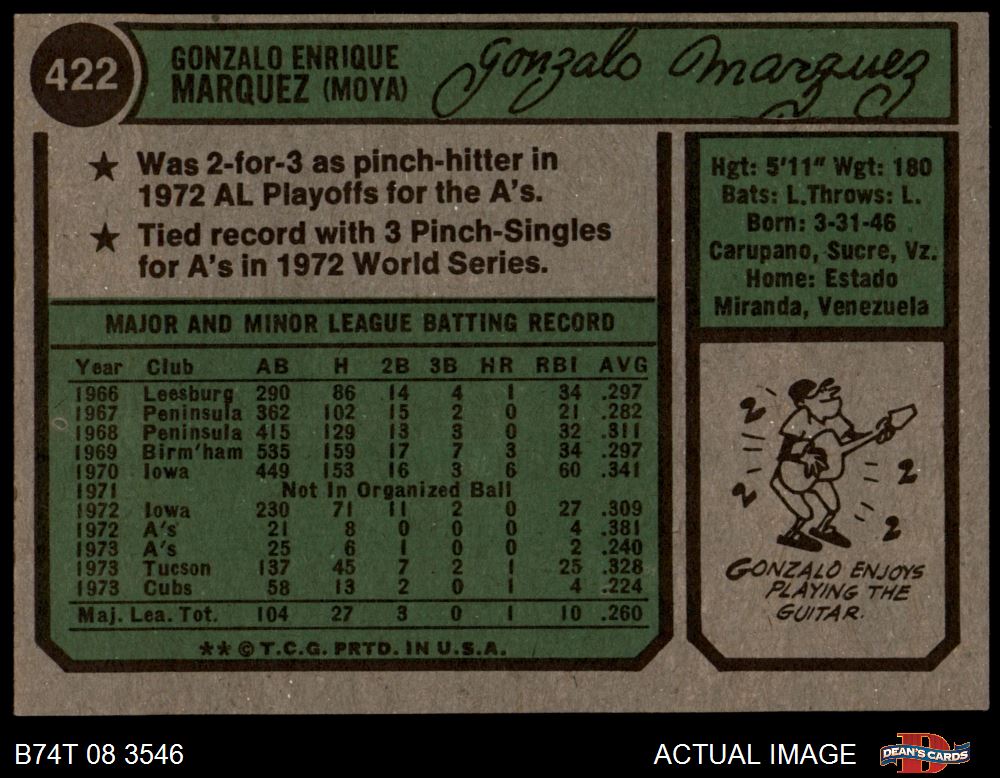 422
GONZALO ENRIQUE
MARQUEZ (MOYA)
Gonzalo Marquez
★ Was 2-for-3 as pinch-hitter in
1972 AL Playoffs for the A's.
★ Tied record with 3 Pinch-Singles
for A's in 1972 World Series.
Hgt: 5'11" Wgt: 180
Bats: L. Throws: L.
Born: 3-31-46
Carupano, Sucre, Vz.
Home: Estado
Miranda, Venezuela
MAJOR AND MINOR LEAGUE BATTING RECORD
Year Club AB H 2B 3B HR RBI AVG
1966 Leesburg 290 86 14 4 1 34 .297
1967 Peninsula 362 102 15 2 0 21 .282
1968 Peninsula 415 129 13 3 0 32 .311
1969 Birm'ham 535 159 17 7 3 34 .297
1970 Iowa 449 153 16 3 6 60 .341
1971 Not In Organized Ball
1972 Iowa 230 71 11 2 0 27 .309
1972 A's 21 8 0 0 0 4 .381
1973 A's 25 6 1 0 0 2 .240
1973 Tucson 137 45 7 2 1 25 .328
1973 Cubs 58 13 2 0 1 4 .224
Maj. Lea. Tot. 104 27 3 0 1 10 .260
** © T.C.G. PRTD. IN U.S.A.
GONZALO ENJOYS
PLAYING THE
GUITAR.
B74T 08 3546
ACTUAL IMAGE
DEAN'S CARDS